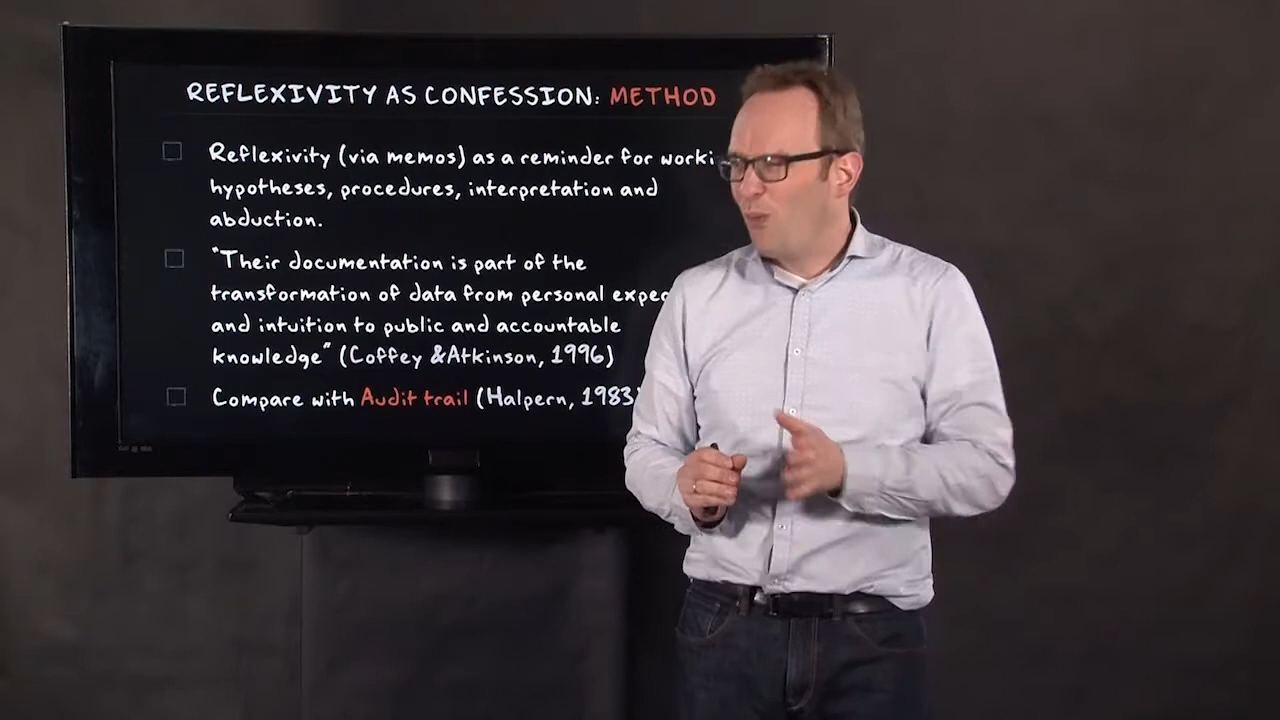 REFLEXIVITY AS CONFESSION: METHOD
Reflexivity (via memos) as a reminder for
hypotheses, procedures, interpretation and
abduction.
"Their documentation is part of the
transformation of data from personal
and intuition to public and accountable
knowledge" (Coffey &Atkinson, 1996)
Compare with Audit trail (Halpern, 1983)